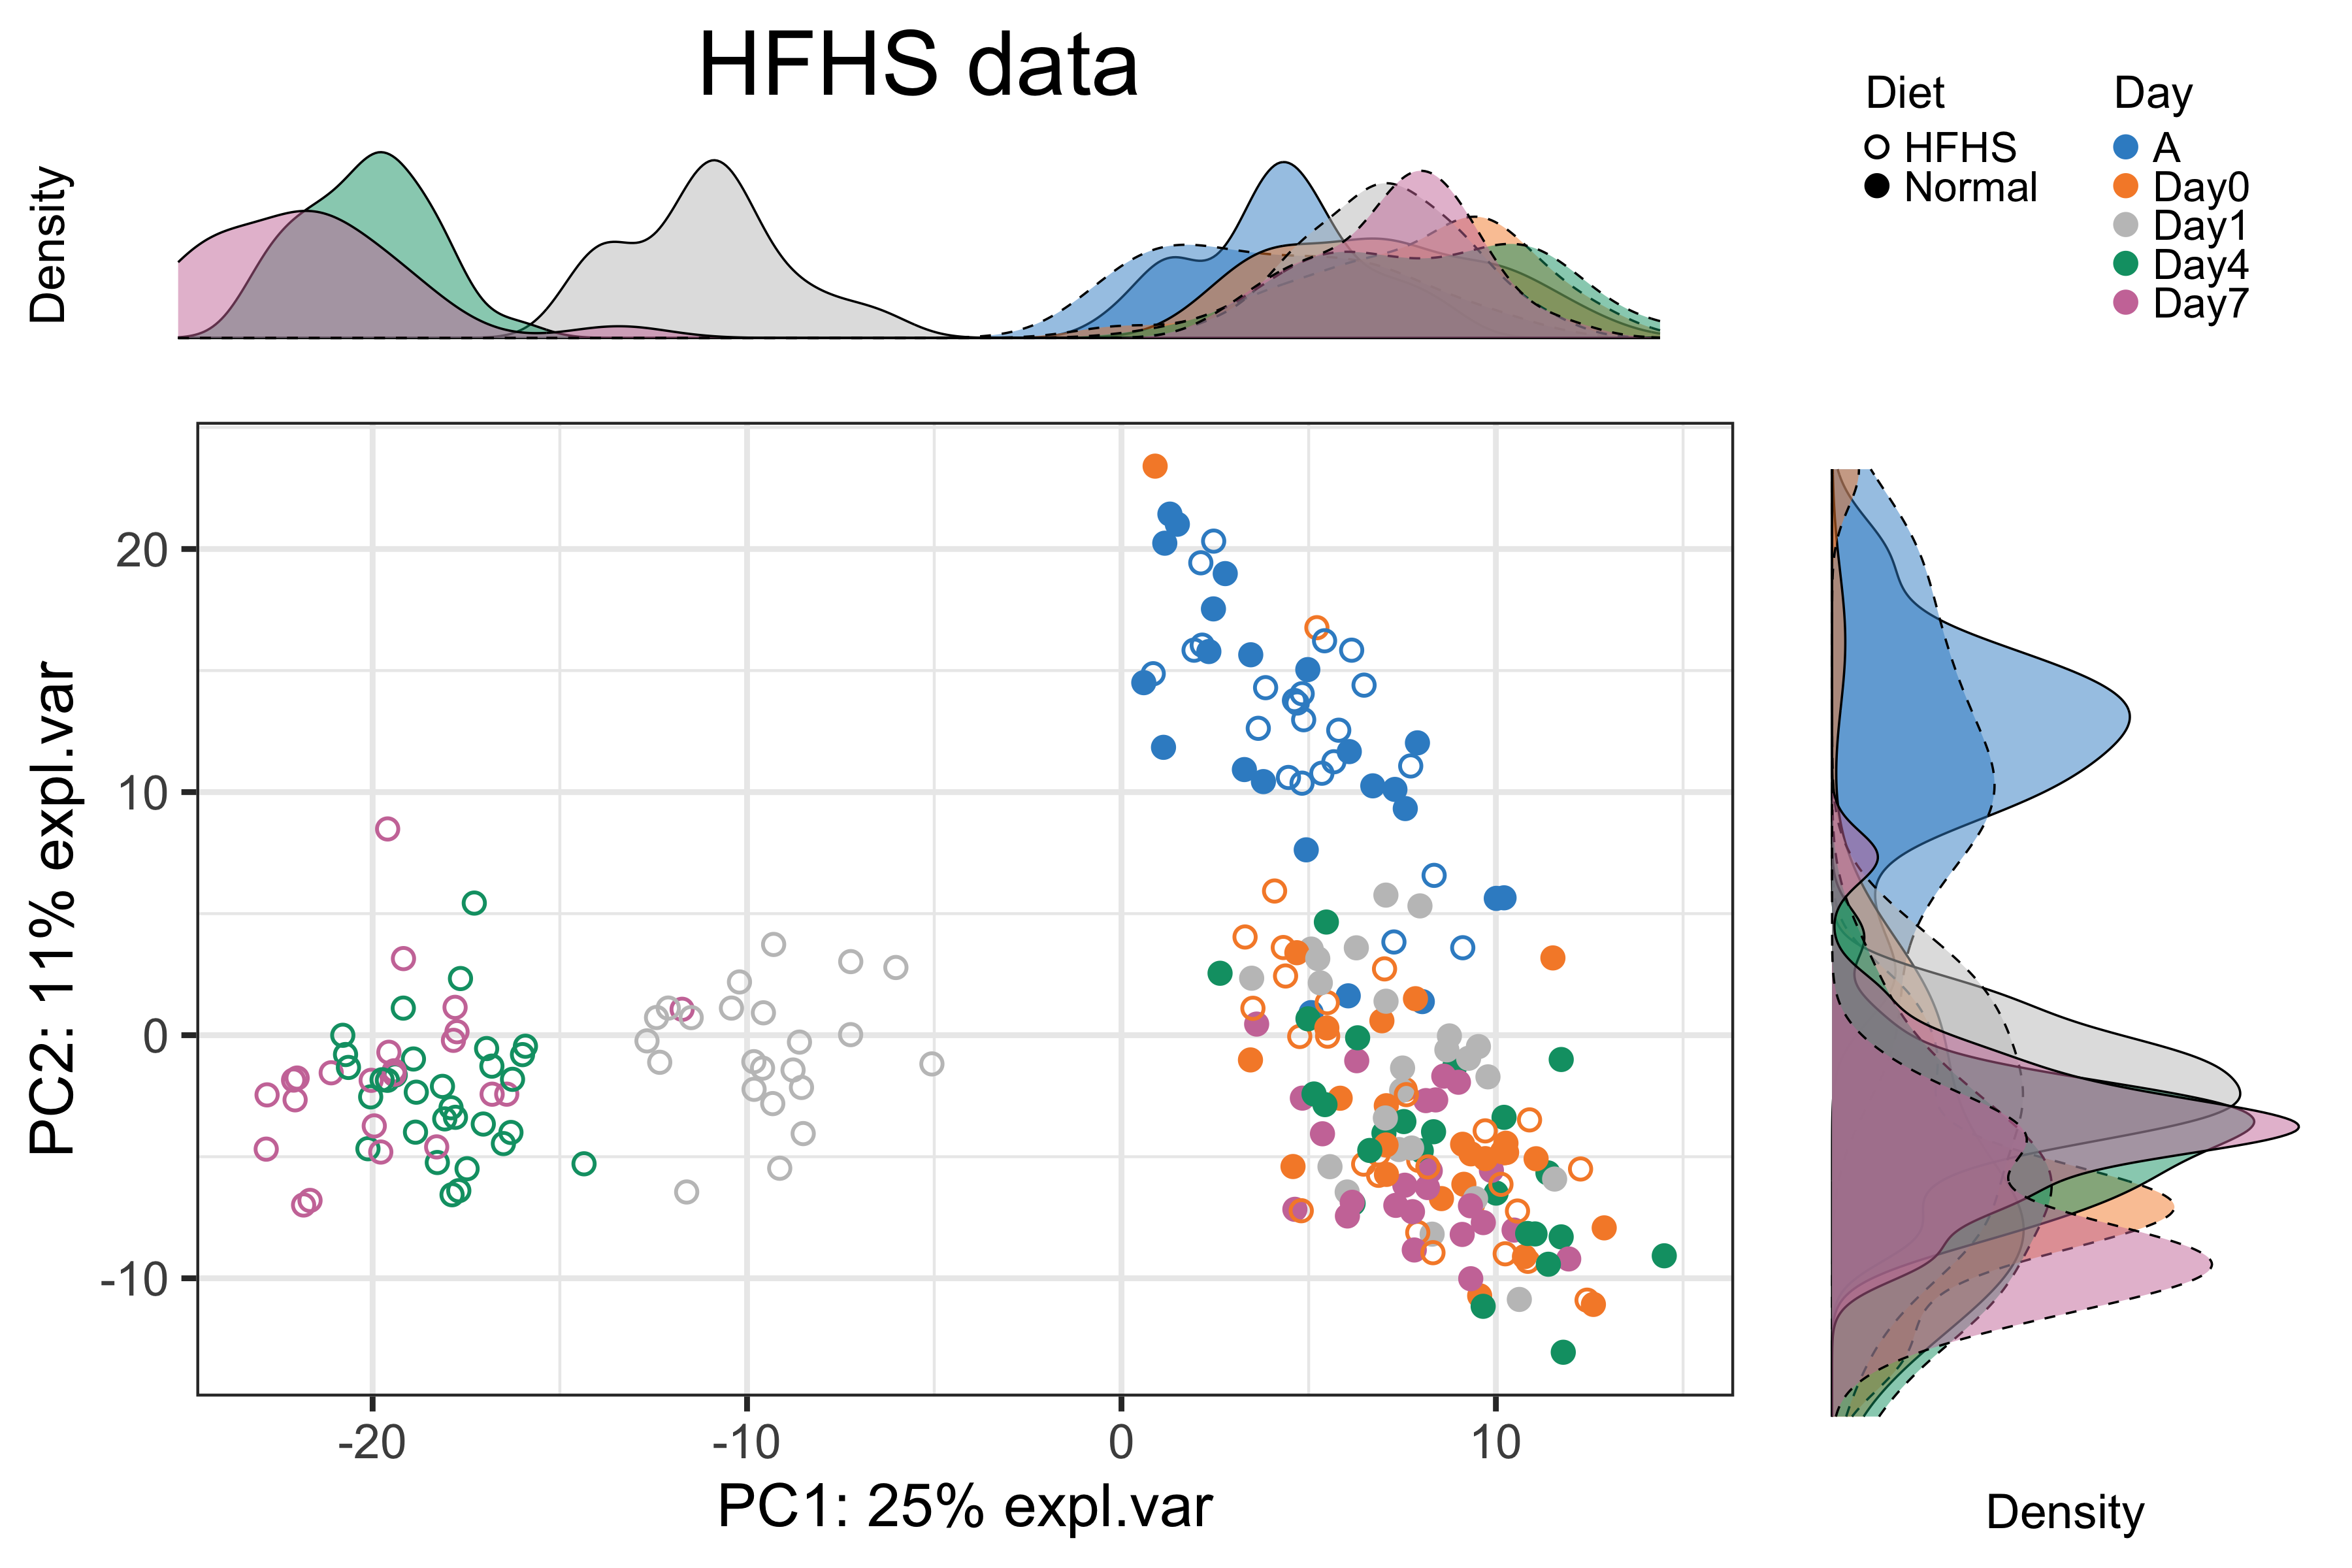 HFHS data
Density
Diet
HFHS
Normal
Day
A
Day0
Day1
Day4
Day7
PC2: 11% expl.var
20
10
0
-10
-20
-10
0
10
PC1: 25% expl.var
Density